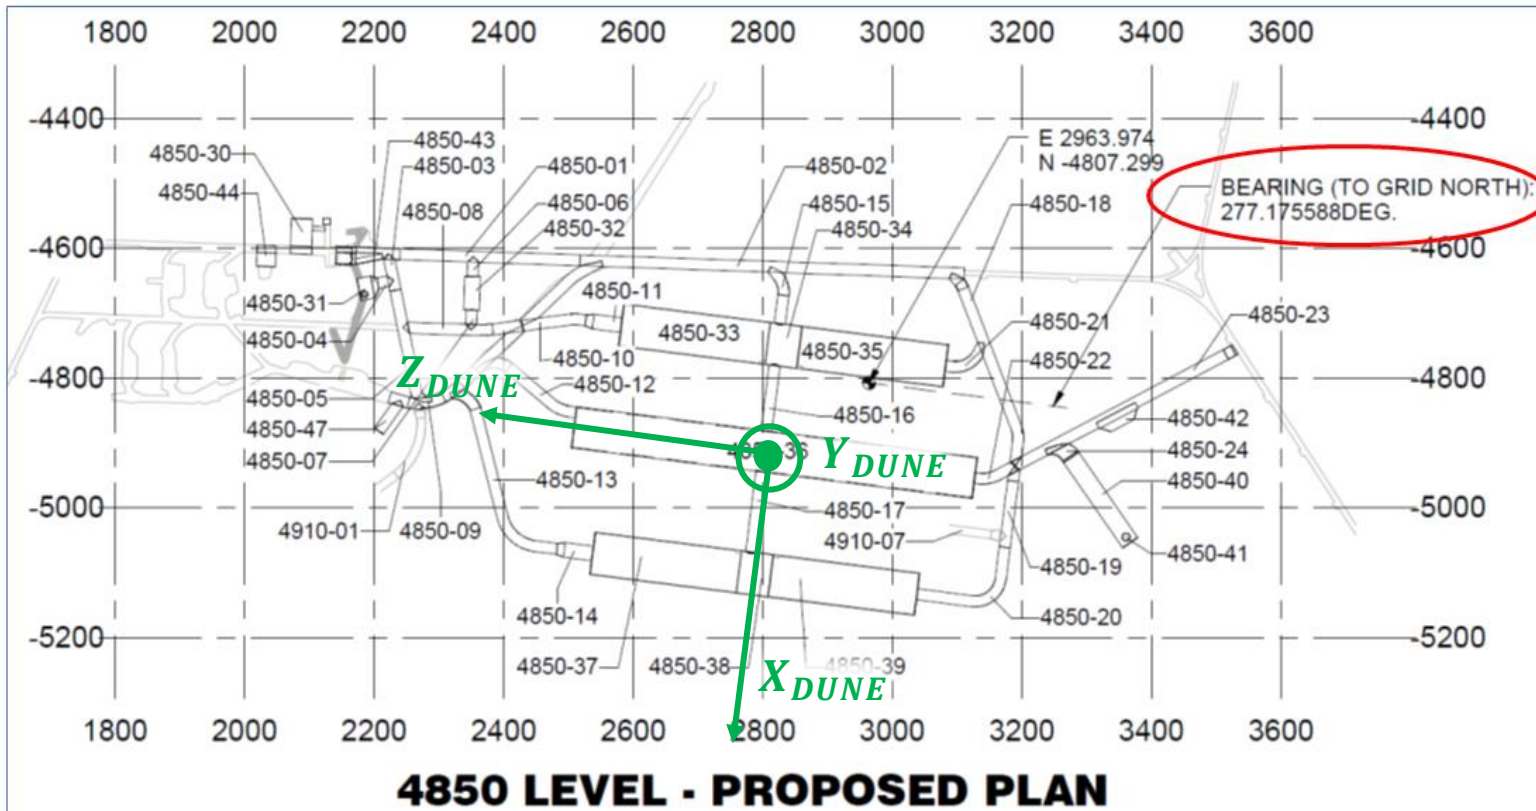 1800 2000 2200 2400 2600 2800 3000 3200 3400 3600
-4400 -4400
4850-43
E 2963.974
4850-30 4850-03 4850-01 4850-02 N -4807.299
4850-44 4850-06 4850-15 4850-18 BEARING (TO GRID NORTH):
4850-08 4850-32 4850-34 277.175588DEG.
-4600 -4600
4850-31 4850-11 4850-23
4850-04 4850-33 4850-35 4850-21
4850-10 4850-22
-4800 Z DUNE 4850-12 -4800
4850-05 4850-16 4850-42
4850-47 Y DUNE 4850-24
4850-07 4850-13 4850-40
-5000 4850-17 -5000
4910-01 4850-09 4910-07 4850-41
4850-19
4850-14 4850-20
-5200 -5200
4850-37 4850-38 4850-39
X DUNE
1800 2000 2200 2400 2600 2800 3000 3200 3400 3600
4850 LEVEL - PROPOSED PLAN